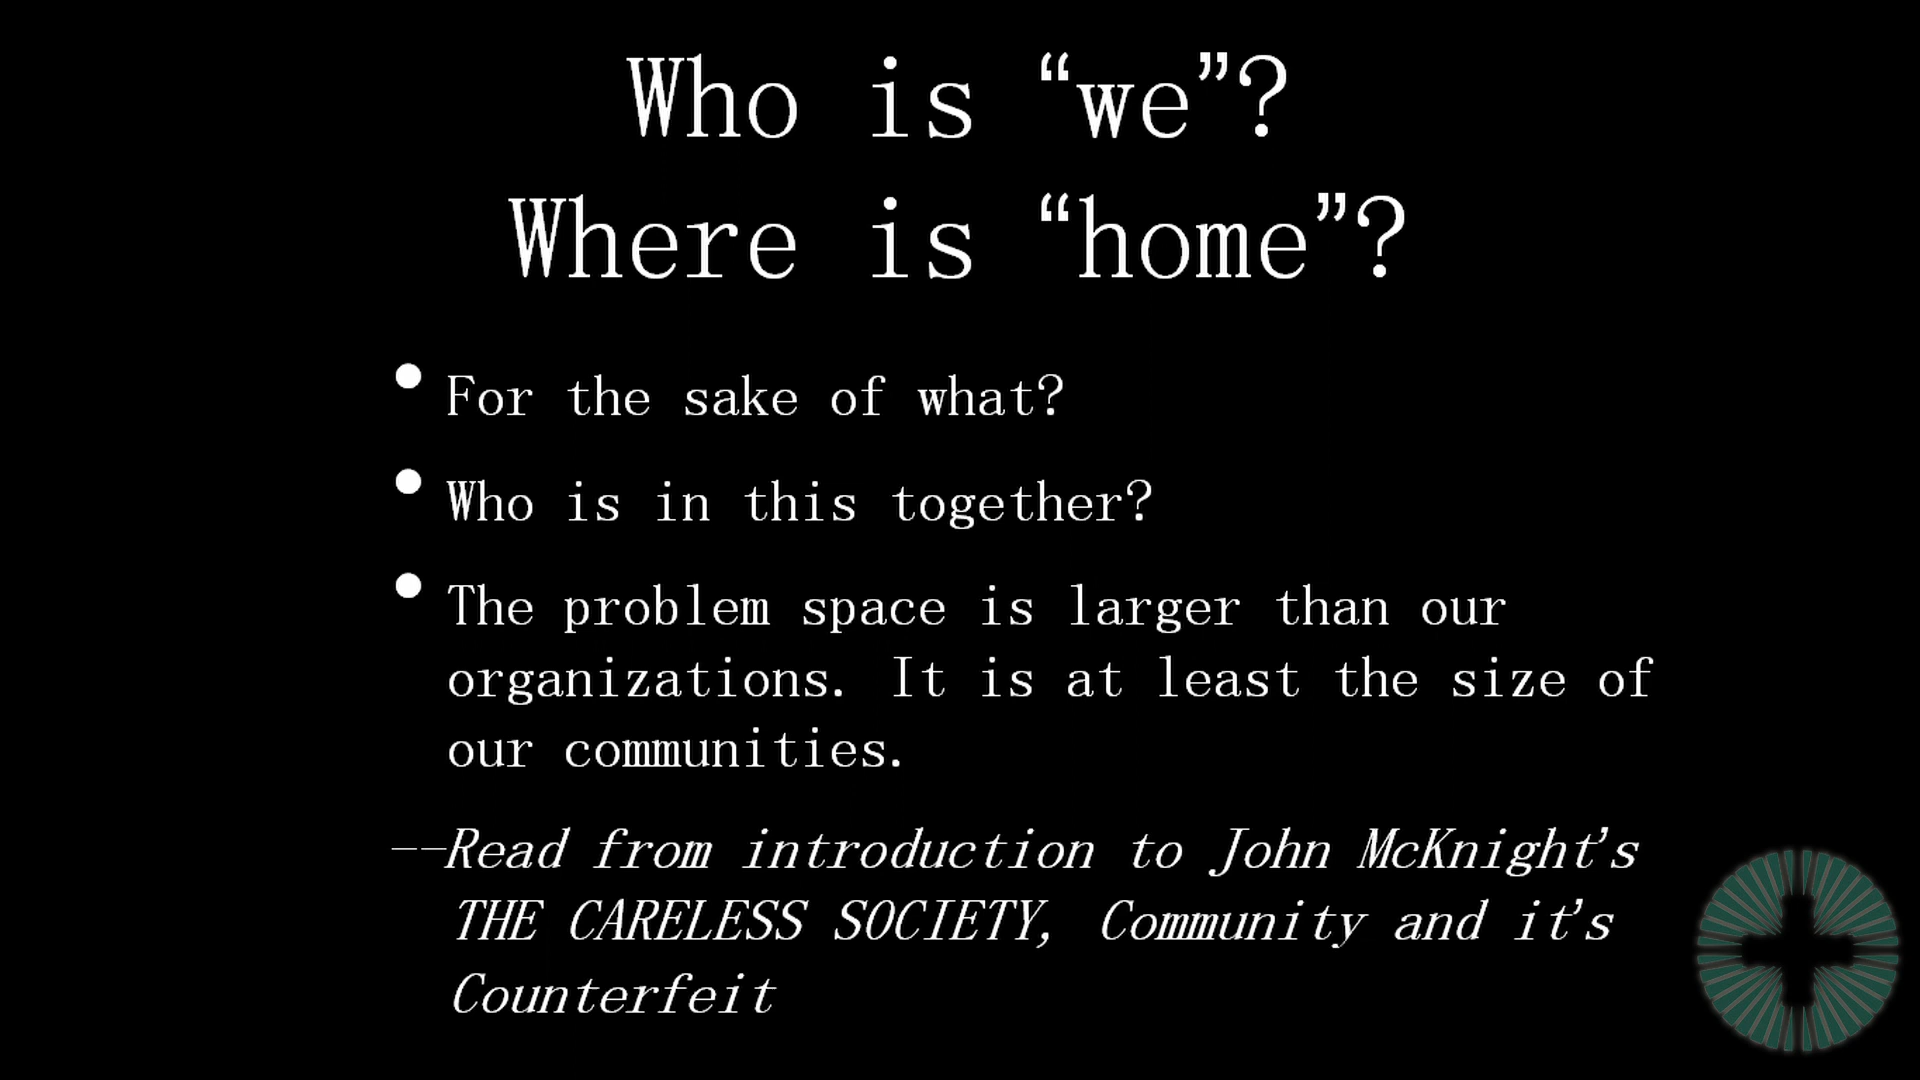 Who is “we”?
Where is “home”?
• For the sake of what?
• Who is in this together?
• The problem space is larger than our
organizations. It is at least the size of
our communities.
--Read from introduction to John McKnight’s
THE CARELESS SOCIETY, Community and it’s
Counterfeit